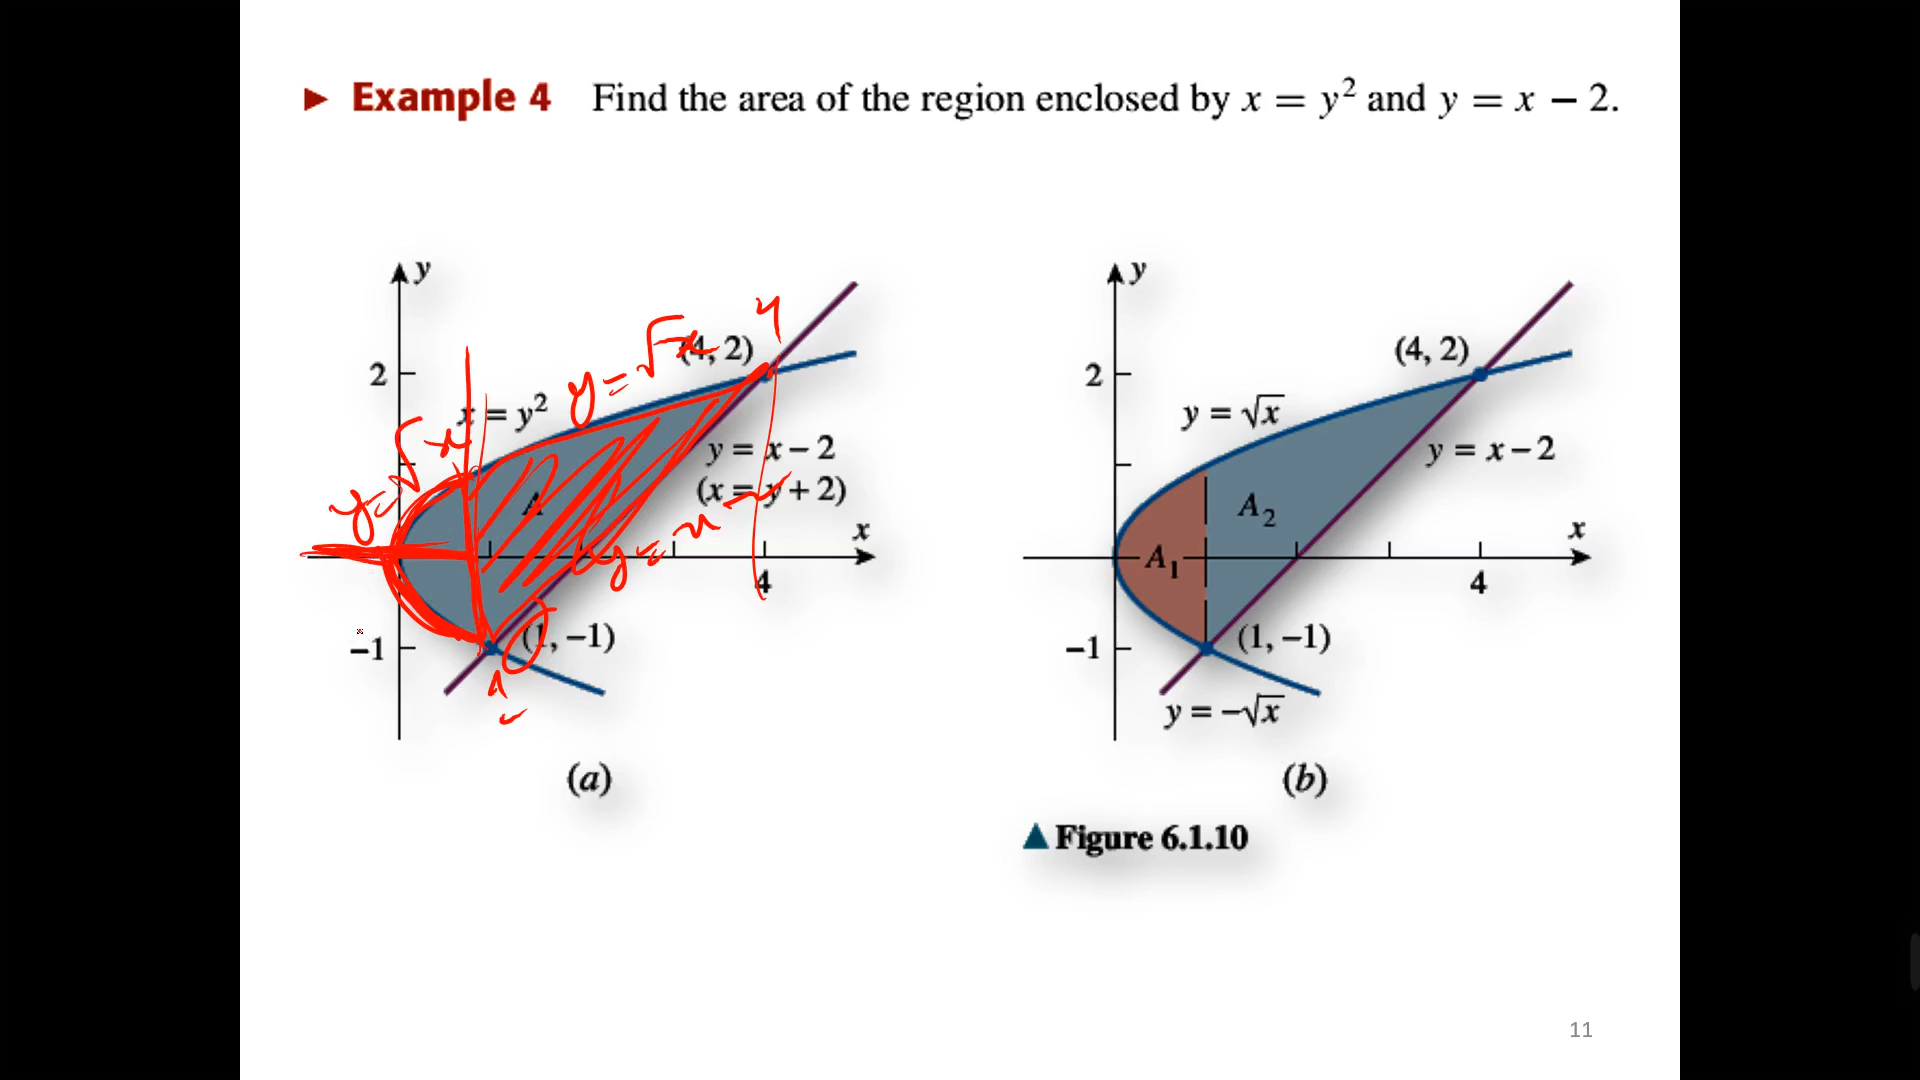 ► Example 4 Find the area of the region enclosed by x = y² and y = x − 2.
y
y
4
y = √x
(4, 2)
(4, 2)
2
2
x = y²
y = √x
y = √x
y = x − 2
y = x − 2
(x = y + 2)
A
A₂
y = x −
x
x
A₁
4
4
(1, −1)
(1, −1)
−1
−1
1
y = −√x
(a)
(b)
▲ Figure 6.1.10
11